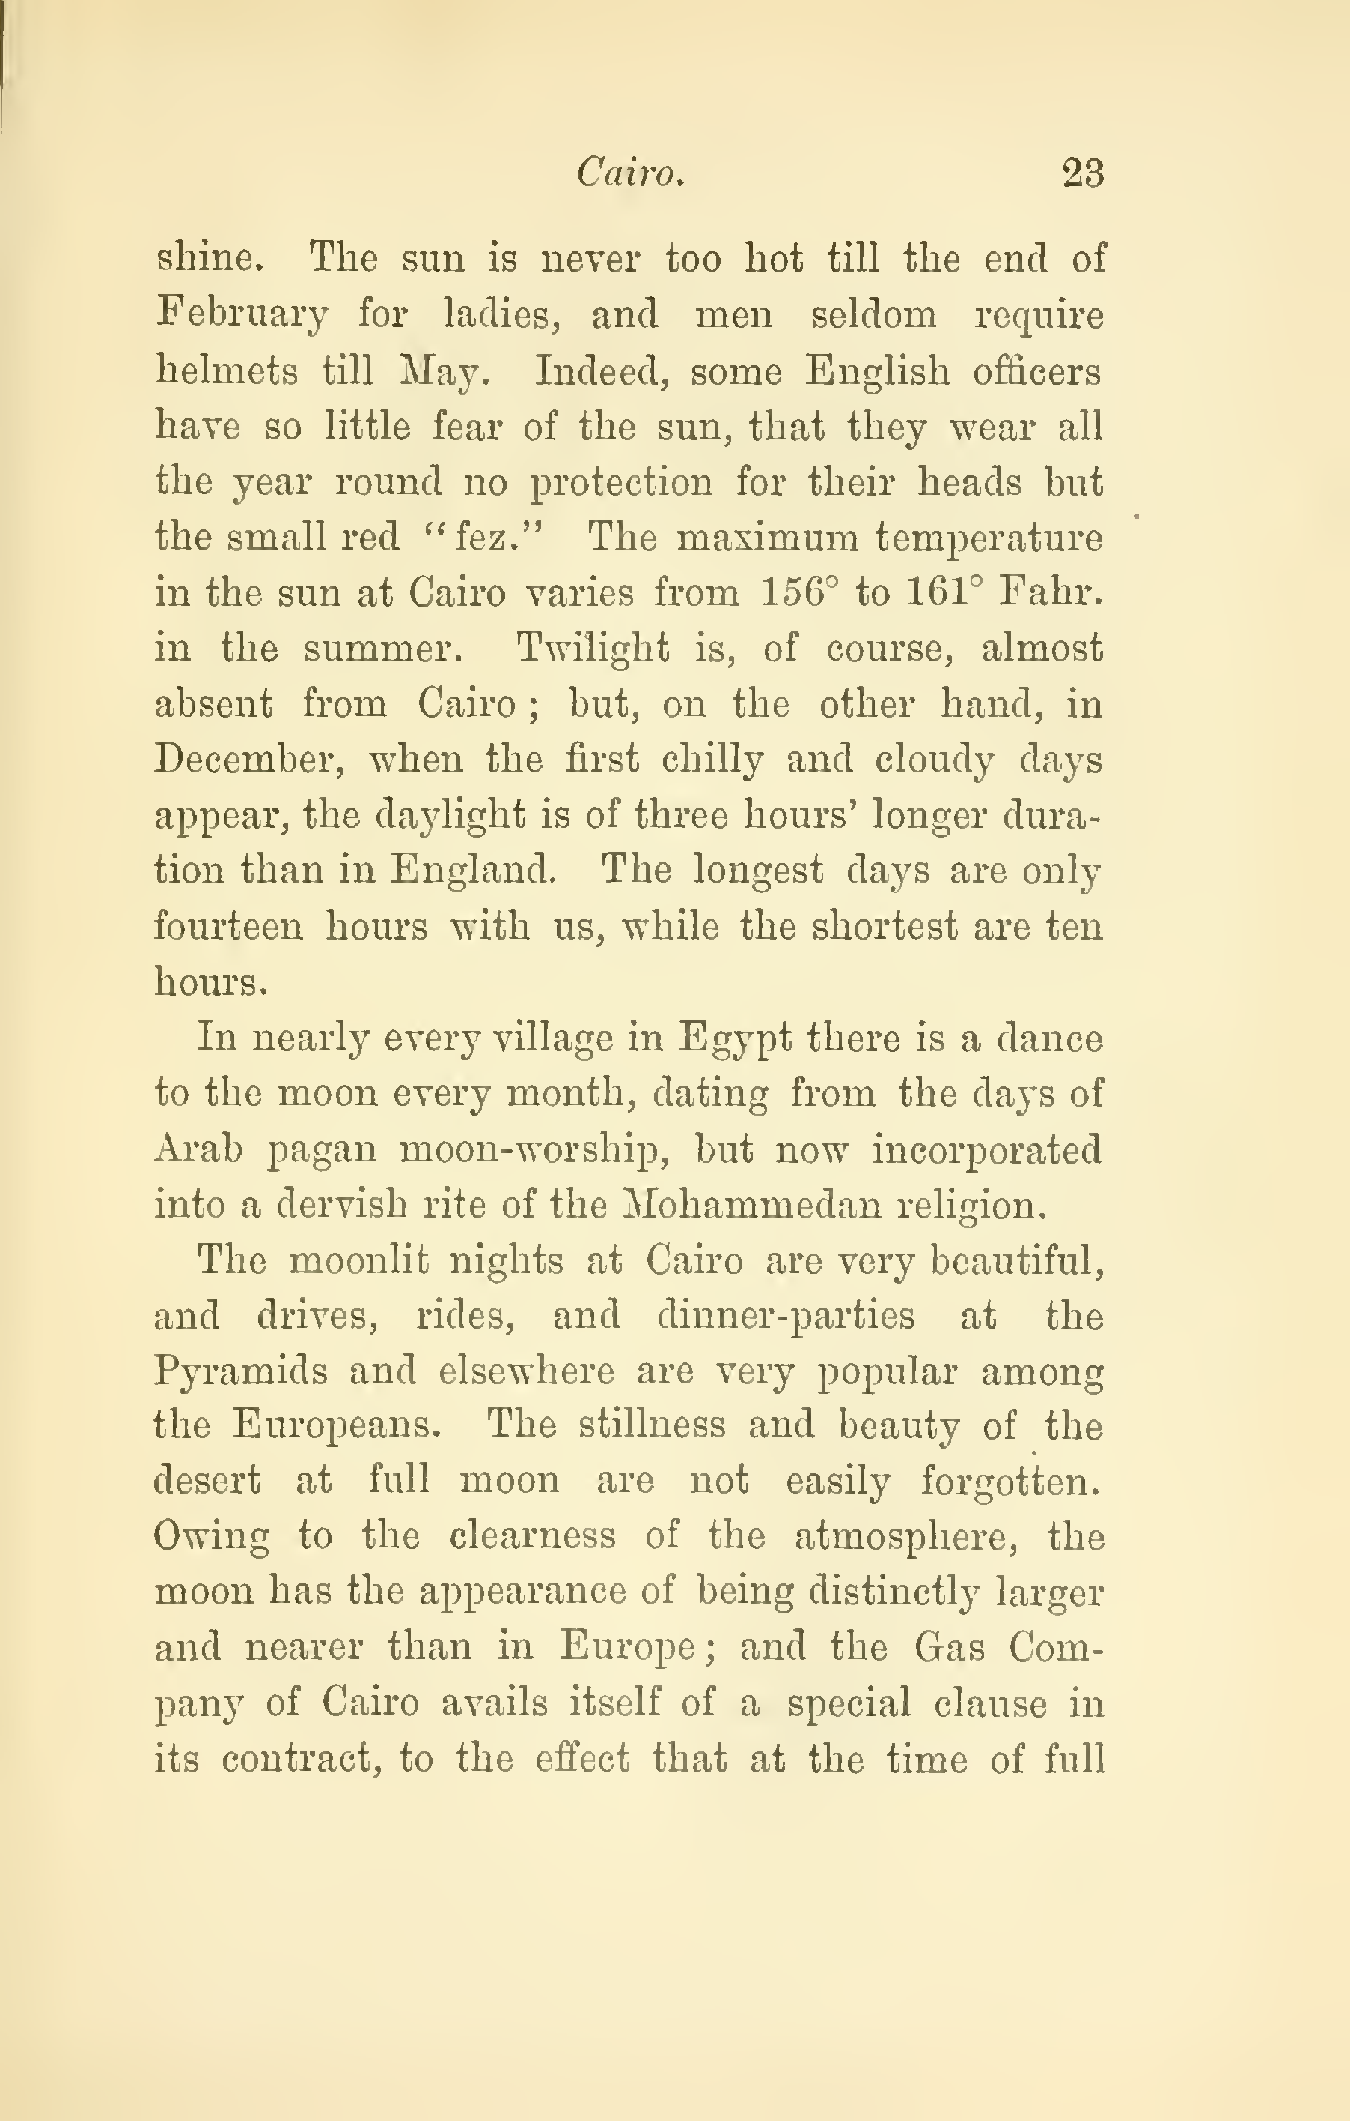 Cairo. 23
shine. The sun is never too hot till the end of
February for ladies, and men seldom require
helmets till May. Indeed, some English officers
have so little fear of the sun, that they wear all
the year round no protection for their heads but
the small red “fez.” The maximum temperature
in the sun at Cairo varies from 156° to 161° Fahr.
in the summer. Twilight is, of course, almost
absent from Cairo ; but, on the other hand, in
December, when the first chilly and cloudy days
appear, the daylight is of three hours’ longer dura-
tion than in England. The longest days are only
fourteen hours with us, while the shortest are ten
hours.
In nearly every village in Egypt there is a dance
to the moon every month, dating from the days of
Arab pagan moon-worship, but now incorporated
into a dervish rite of the Mohammedan religion.
The moonlit nights at Cairo are very beautiful,
and drives, rides, and dinner-parties at the
Pyramids and elsewhere are very popular among
the Europeans. The stillness and beauty of the
desert at full moon are not easily forgotten.
Owing to the clearness of the atmosphere, the
moon has the appearance of being distinctly larger
and nearer than in Europe ; and the Gas Com-
pany of Cairo avails itself of a special clause in
its contract, to the effect that at the time of full